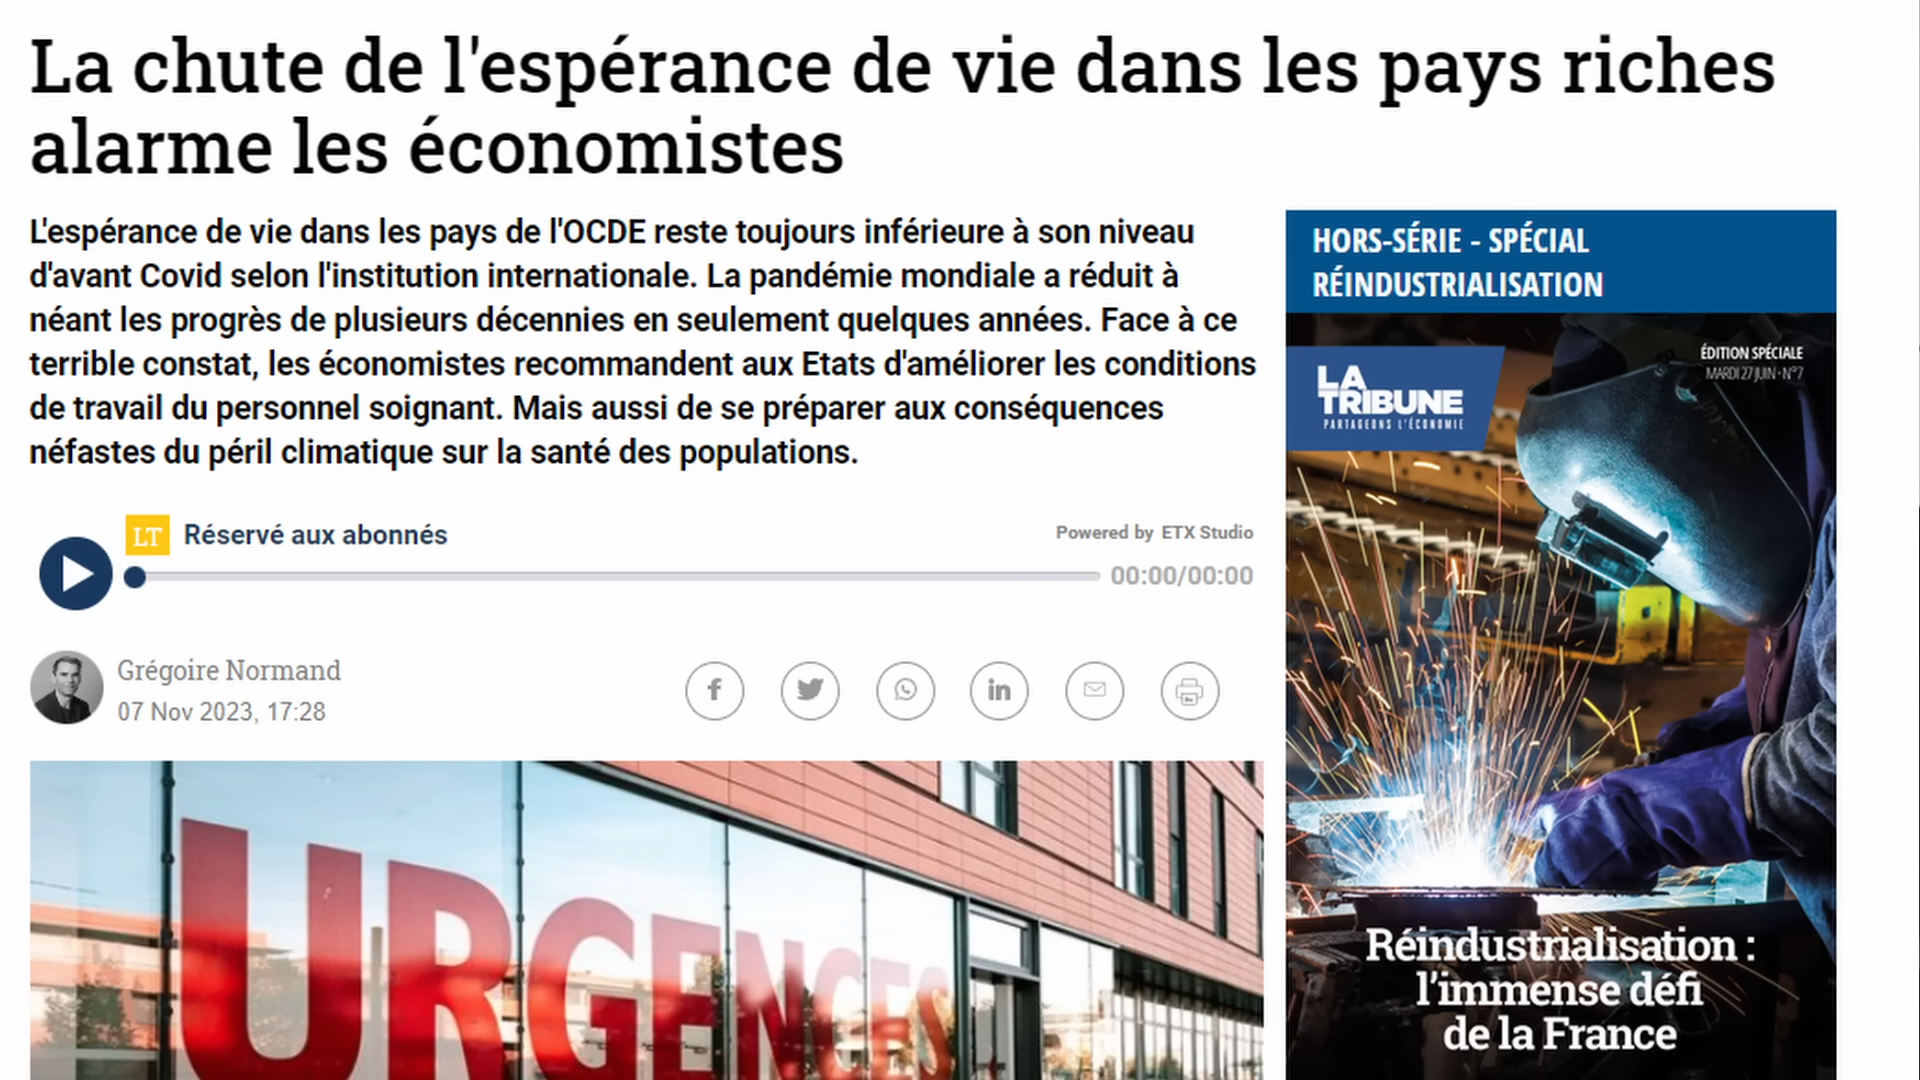 La chute de l'espérance de vie dans les pays riches
alarme les économistes
L'espérance de vie dans les pays de l'OCDE reste toujours inférieure à son niveau
d'avant Covid selon l'institution internationale. La pandémie mondiale a réduit à
néant les progrès de plusieurs décennies en seulement quelques années. Face à ce
terrible constat, les économistes recommandent aux Etats d'améliorer les conditions
de travail du personnel soignant. Mais aussi de se préparer aux conséquences
néfastes du péril climatique sur la santé des populations.
LT Réservé aux abonnés
Powered by ETX Studio
00:00/00:00
Grégoire Normand
07 Nov 2023, 17:28
URGENCES
HORS-SÉRIE - SPÉCIAL
RÉINDUSTRIALISATION
ÉDITION SPÉCIALE
MARDI 27 JUIN · N°7
LA
TRIBUNE
PARTAGEONS L'ÉCONOMIE
Réindustrialisation :
l'immense défi
de la France